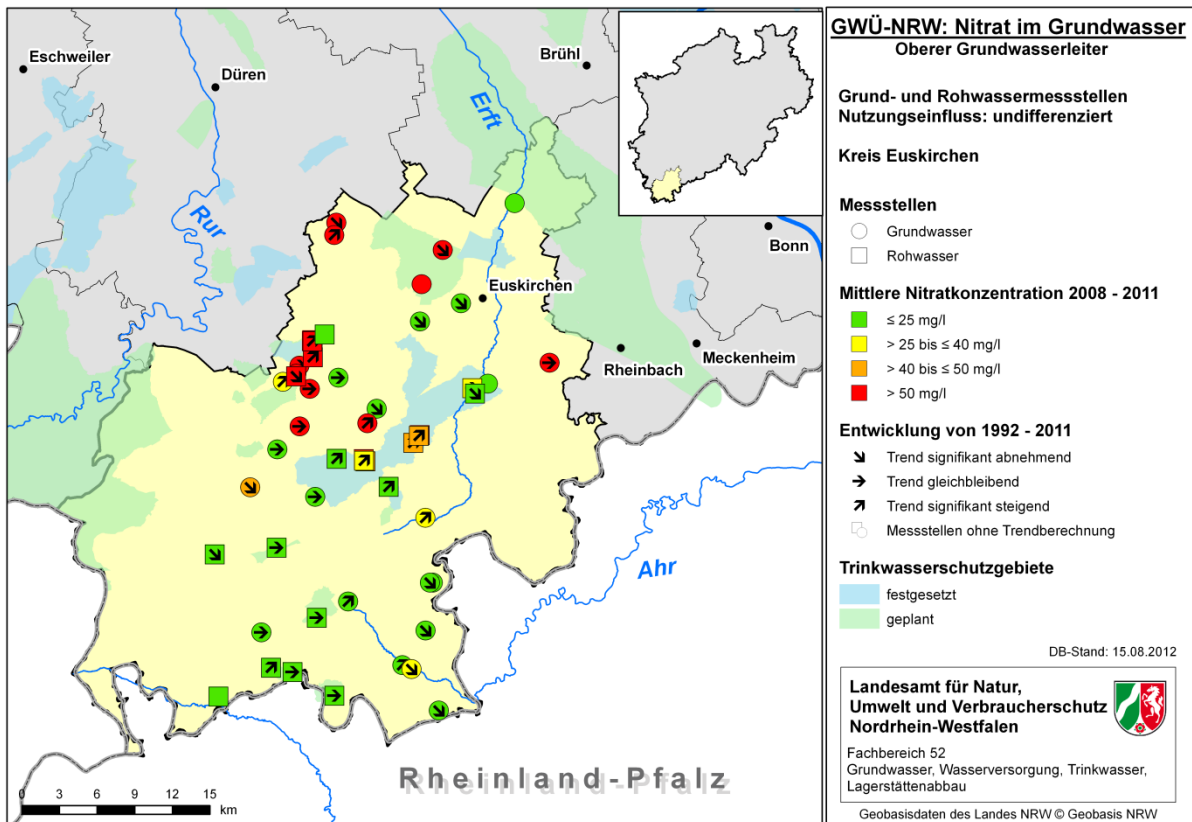 Eschweiler
Düren
Brühl
Erft
Rur
Bonn
Euskirchen
Rheinbach
Meckenheim
Ahr
Rheinland-Pfalz
0 3 6 9 12 15
km
GWÜ-NRW: Nitrat im Grundwasser
Oberer Grundwasserleiter
Grund- und Rohwassermessstellen
Nutzungseinfluss: undifferenziert
Kreis Euskirchen
Messstellen
Grundwasser
Rohwasser
Mittlere Nitratkonzentration 2008 - 2011
≤ 25 mg/l
> 25 bis ≤ 40 mg/l
> 40 bis ≤ 50 mg/l
> 50 mg/l
Entwicklung von 1992 - 2011
Trend signifikant abnehmend
Trend gleichbleibend
Trend signifikant steigend
Messstellen ohne Trendberechnung
Trinkwasserschutzgebiete
festgesetzt
geplant
DB-Stand: 15.08.2012
Landesamt für Natur,
Umwelt und Verbraucherschutz
Nordrhein-Westfalen
Fachbereich 52
Grundwasser, Wasserversorgung, Trinkwasser,
Lagerstättenabbau
Geobasisdaten des Landes NRW © Geobasis NRW